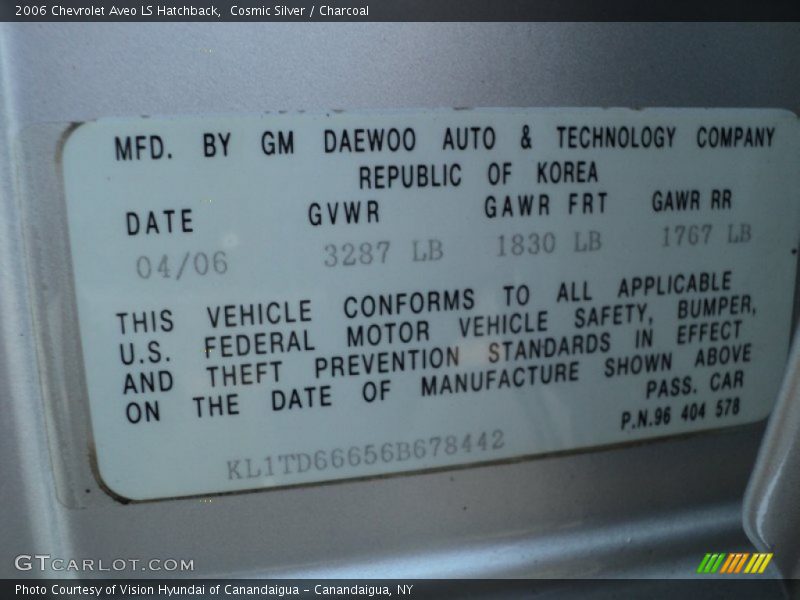 2006 Chevrolet Aveo LS Hatchback,  Cosmic Silver / Charcoal
MFD. BY GM DAEWOO AUTO & TECHNOLOGY COMPANY
REPUBLIC OF KOREA
DATE GVWR GAWR FRT GAWR RR
04/06 3287 LB 1830 LB 1767 LB
THIS VEHICLE CONFORMS TO ALL APPLICABLE
U.S. FEDERAL MOTOR VEHICLE SAFETY, BUMPER,
AND THEFT PREVENTION STANDARDS IN EFFECT
ON THE DATE OF MANUFACTURE SHOWN ABOVE
PASS. CAR
P.N.96 404 578
KL1TD66656B678442
GTCARLOT.COM
Photo Courtesy of Vision Hyundai of Canandaigua – Canandaigua, NY